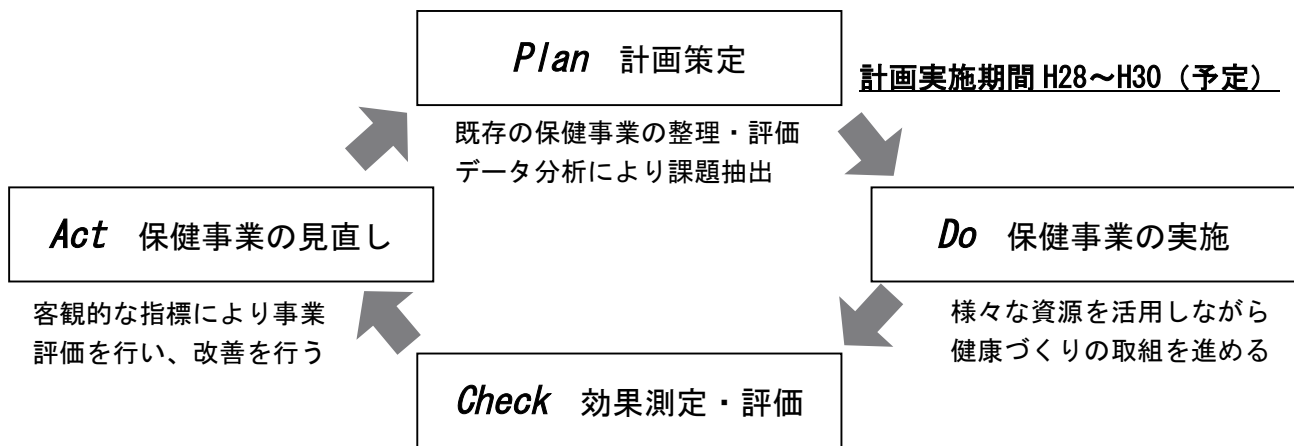 Plan 計画策定
計画実施期間 H28～H30（予定）
既存の保健事業の整理・評価
データ分析により課題抽出
Act 保健事業の見直し
Do 保健事業の実施
客観的な指標により事業
評価を行い、改善を行う
様々な資源を活用しながら
健康づくりの取組を進める
Check 効果測定・評価